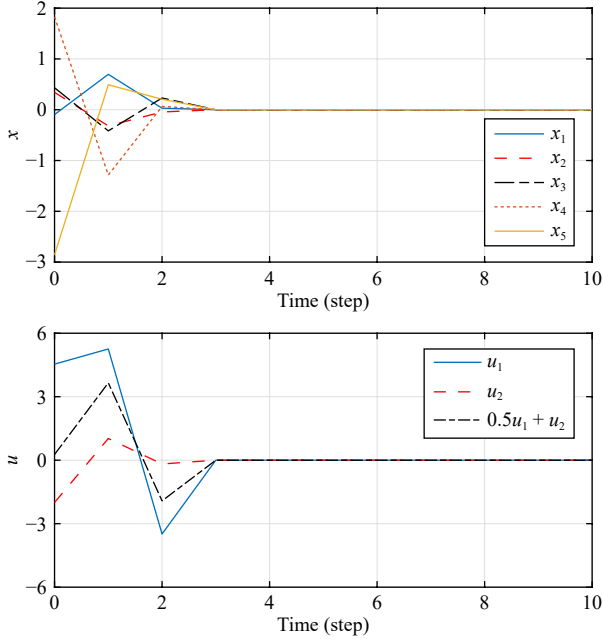 2
1
0
−1
−2
−3
x
x1
x2
x3
x4
x5
0 2 4 6 8 10
Time (step)
6
3
0
−3
−6
u
u1
u2
0.5u1 + u2
0 2 4 6 8 10
Time (step)